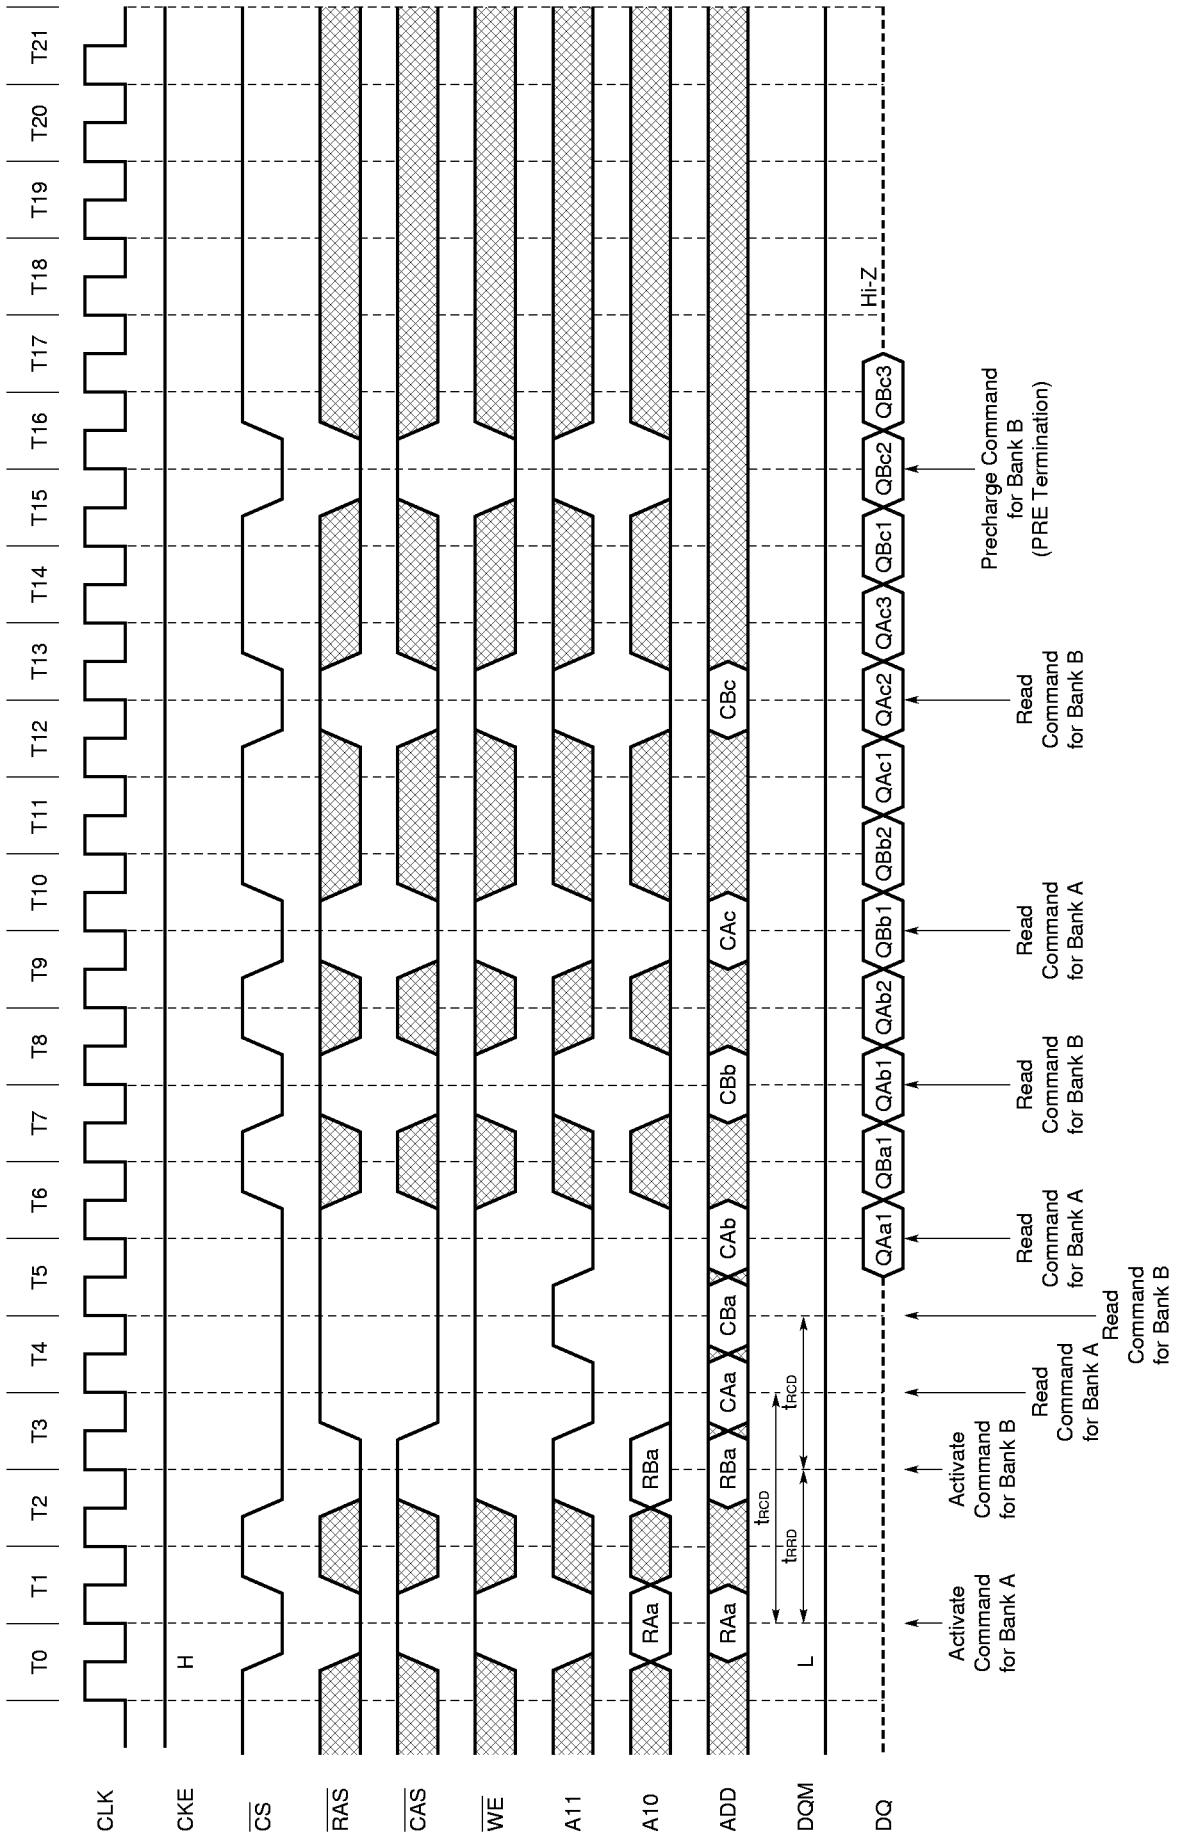 T0 T1 T2 T3 T4 T5 T6 T7 T8 T9 T10 T11 T12 T13 T14 T15 T16 T17 T18 T19 T20 T21
CLK
CKE
H
CS
RAS
CAS
WE
A11
A10
RAa RBa
ADD
RAa RBa CAa CBa CAb CBb CAc CBc
tRCD
tRRD tRCD
DQM
L
DQ
QAa1 QBa1 QAb1 QAb2 QBb1 QBb2 QAc1 QAc2 QAc3 QBc1 QBc2 QBc3
Hi-Z
Activate
Command
for Bank A
Activate
Command
for Bank B
Read
Command
for Bank A
Read
Command
for Bank B
Read
Command
for Bank A
Read
Command
for Bank B
Read
Command
for Bank A
Read
Command
for Bank B
Precharge Command
for Bank B
(PRE Termination)